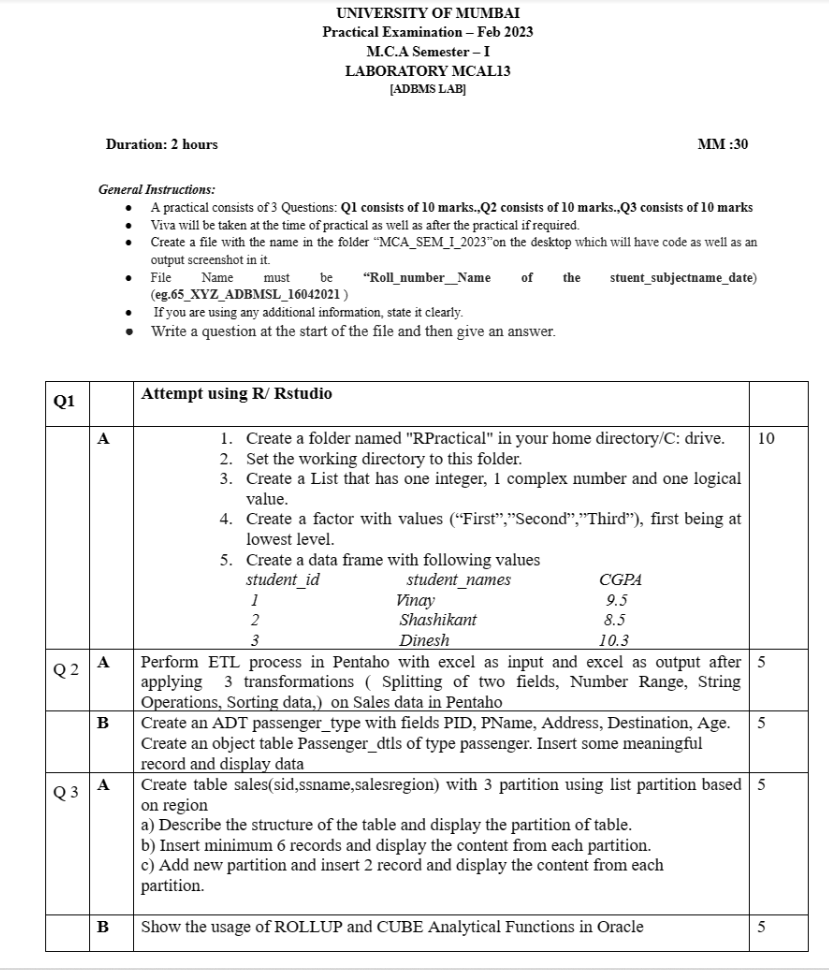 UNIVERSITY OF MUMBAI
Practical Examination – Feb 2023
M.C.A Semester – I
LABORATORY MCAL13
[ADBMS LAB]
Duration: 2 hours MM :30
General Instructions:
• A practical consists of 3 Questions: Q1 consists of 10 marks.,Q2 consists of 10 marks.,Q3 consists of 10 marks
• Viva will be taken at the time of practical as well as after the practical if required.
• Create a file with the name in the folder “MCA_SEM_I_2023”on the desktop which will have code as well as an
output screenshot in it.
• File Name must be “Roll_number__Name of the stuent_subjectname_date)
(eg.65_XYZ_ADBMSL_16042021 )
• If you are using any additional information, state it clearly.
• Write a question at the start of the file and then give an answer.
Q1 Attempt using R/ Rstudio
A 1. Create a folder named "RPractical" in your home directory/C: drive. 10
2. Set the working directory to this folder.
3. Create a List that has one integer, 1 complex number and one logical
value.
4. Create a factor with values (“First”,”Second”,”Third”), first being at
lowest level.
5. Create a data frame with following values
student_id student_names CGPA
1 Vinay 9.5
2 Shashikant 8.5
3 Dinesh 10.3
Q 2 A Perform ETL process in Pentaho with excel as input and excel as output after 5
applying 3 transformations ( Splitting of two fields, Number Range, String
Operations, Sorting data,) on Sales data in Pentaho
B Create an ADT passenger_type with fields PID, PName, Address, Destination, Age. 5
Create an object table Passenger_dtls of type passenger. Insert some meaningful
record and display data
Q 3 A Create table sales(sid,ssname,salesregion) with 3 partition using list partition based 5
on region
a) Describe the structure of the table and display the partition of table.
b) Insert minimum 6 records and display the content from each partition.
c) Add new partition and insert 2 record and display the content from each
partition.
B Show the usage of ROLLUP and CUBE Analytical Functions in Oracle 5